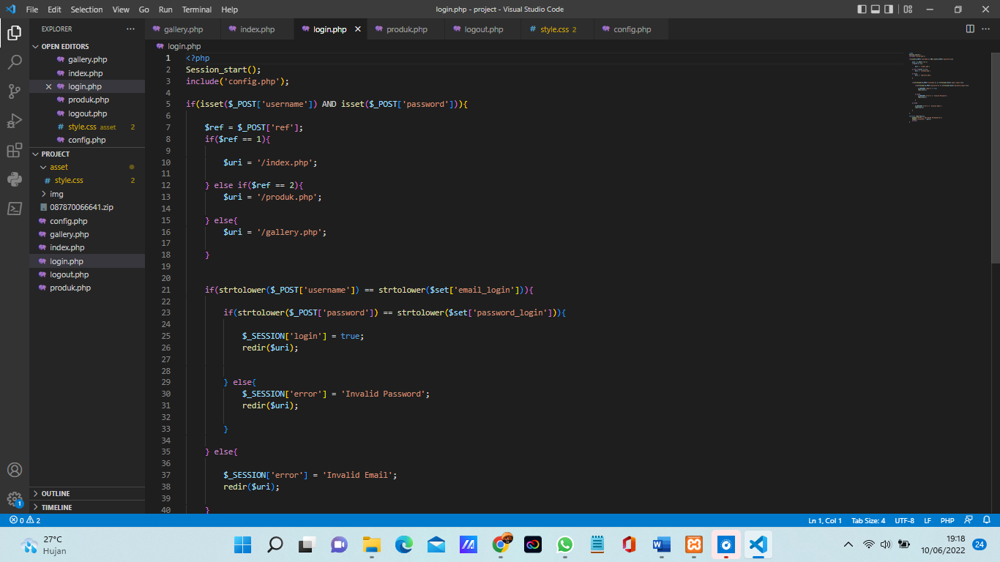 File Edit Selection View Go Run Terminal Help
login.php - project - Visual Studio Code
EXPLORER
gallery.php
index.php
login.php
produk.php
logout.php
style.css 2
config.php
OPEN EDITORS
gallery.php
index.php
login.php
produk.php
logout.php
style.css asset 2
config.php
PROJECT
asset
style.css 2
img
087870066641.zip
config.php
gallery.php
index.php
login.php
logout.php
produk.php
OUTLINE
TIMELINE
login.php
1 <?php
2 Session_start();
3 include('config.php');
4
5 if(isset($_POST['username']) AND isset($_POST['password'])){
6
7 $ref = $_POST['ref'];
8 if($ref == 1){
9
10 $uri = '/index.php';
11
12 } else if($ref == 2){
13 $uri = '/produk.php';
14
15 } else{
16 $uri = '/gallery.php';
17
18 }
19
20
21 if(strtolower($_POST['username']) == strtolower($set['email_login'])){
22
23 if(strtolower($_POST['password']) == strtolower($set['password_login'])){
24
25 $_SESSION['login'] = true;
26 redir($uri);
27
28
29 } else{
30 $_SESSION['error'] = 'Invalid Password';
31 redir($uri);
32
33 }
34
35 } else{
36
37 $_SESSION['error'] = 'Invalid Email';
38 redir($uri);
39
40 }
1
0 2
Ln 1, Col 1 Tab Size: 4 UTF-8 LF PHP
27°C
Hujan
19:18
10/06/2022
24